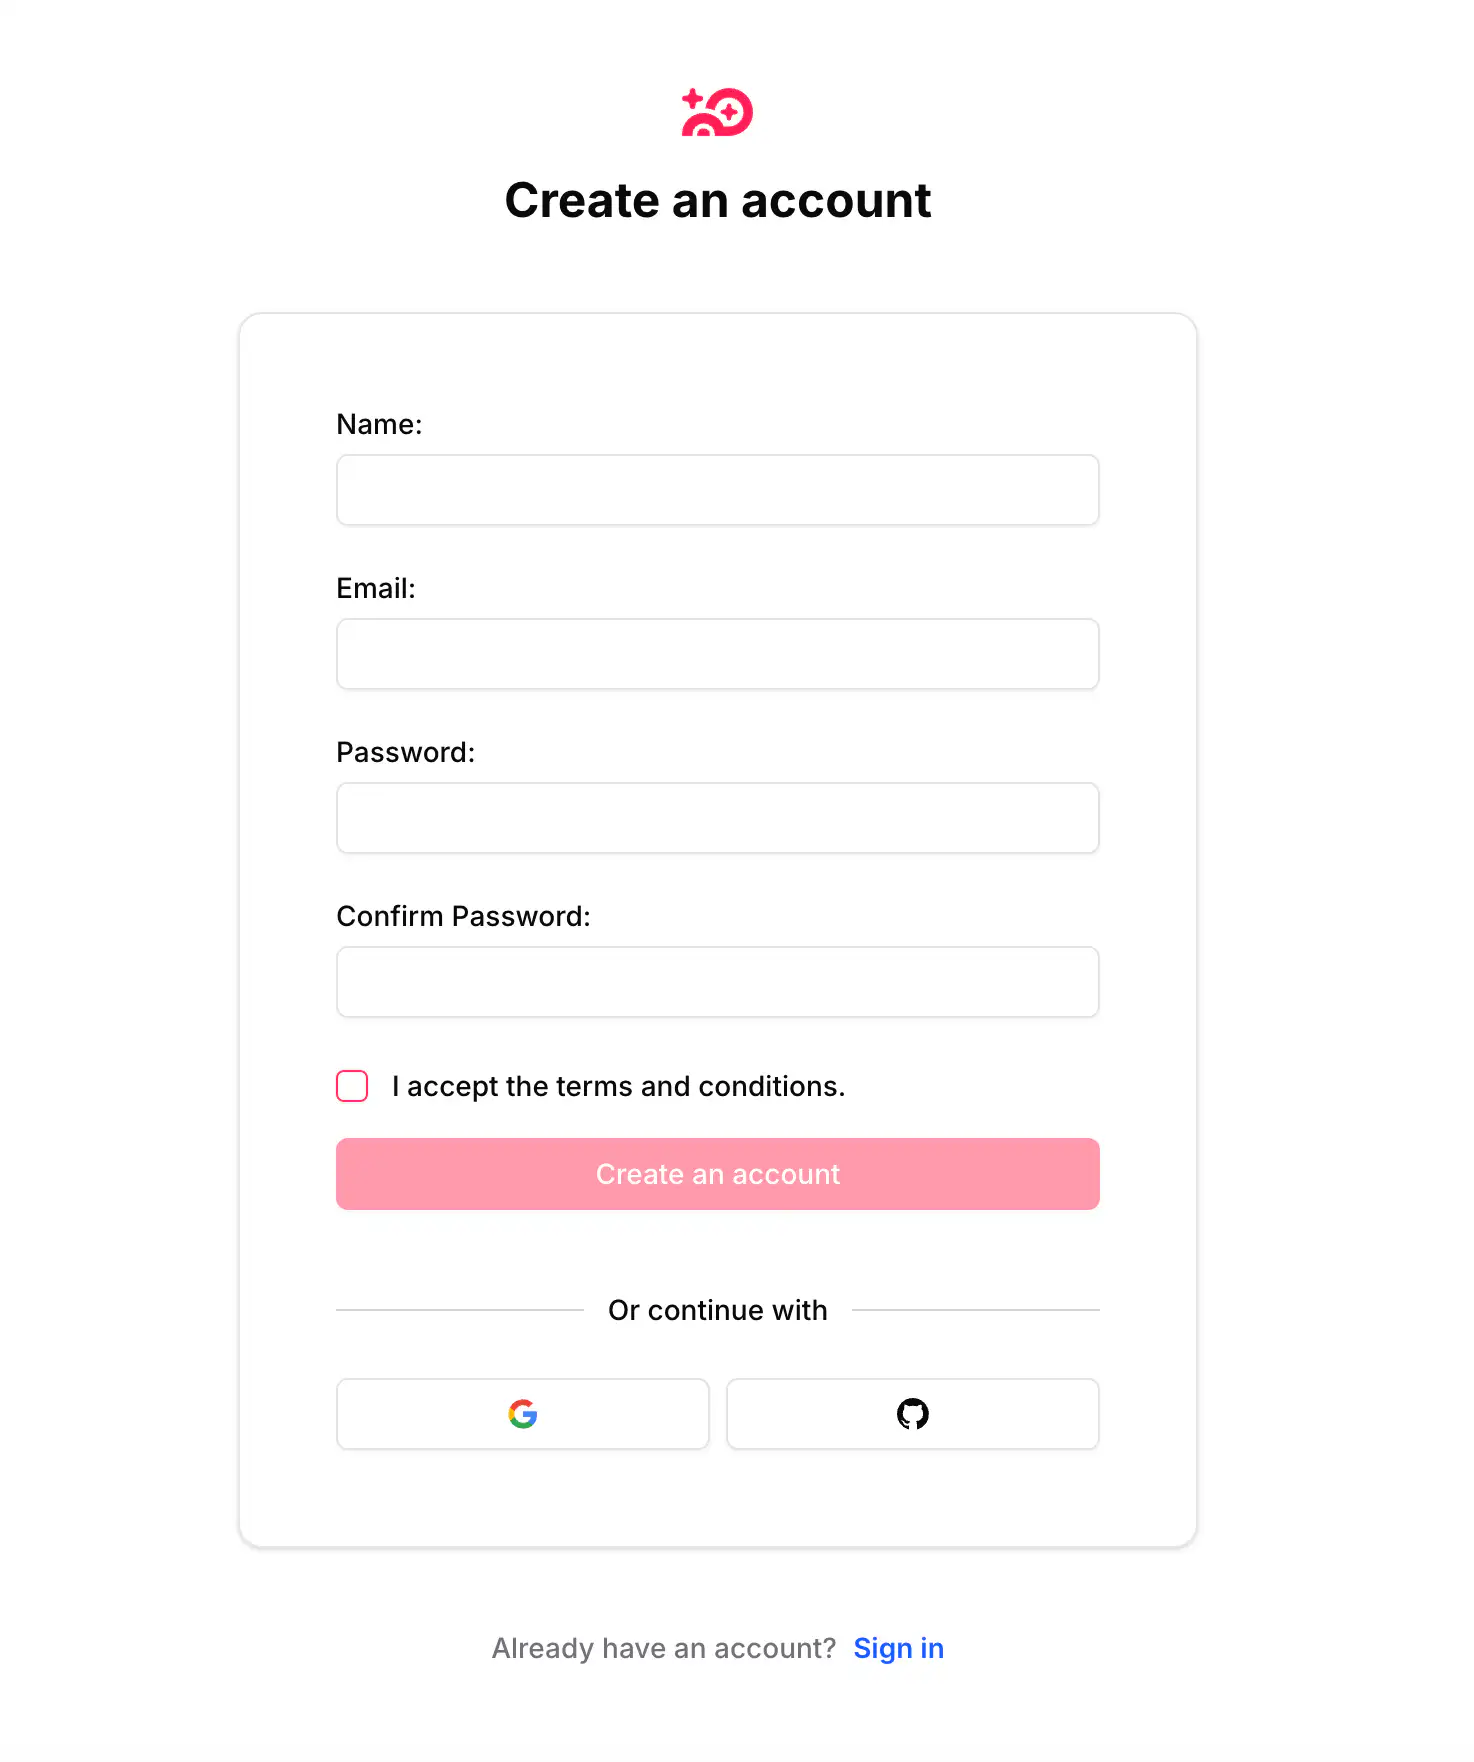 Create an account
Name:
Email:
Password:
Confirm Password:
I accept the terms and conditions.
Create an account
Or continue with
Already have an account? Sign in